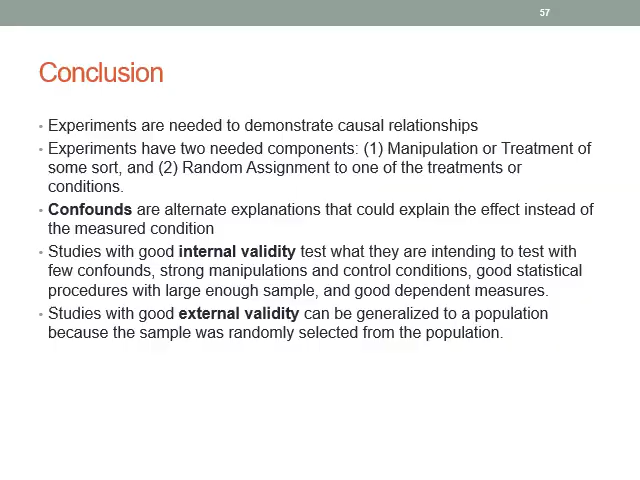 57
Conclusion
• Experiments are needed to demonstrate causal relationships
• Experiments have two needed components: (1) Manipulation or Treatment of
some sort, and (2) Random Assignment to one of the treatments or
conditions.
• Confounds are alternate explanations that could explain the effect instead of
the measured condition
• Studies with good internal validity test what they are intending to test with
few confounds, strong manipulations and control conditions, good statistical
procedures with large enough sample, and good dependent measures.
• Studies with good external validity can be generalized to a population
because the sample was randomly selected from the population.